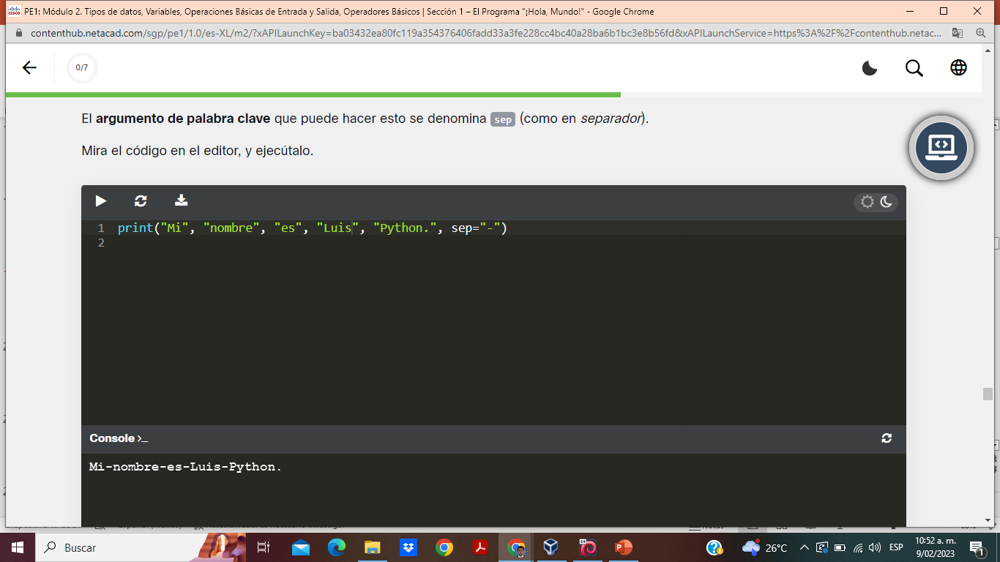 PE1: Módulo 2. Tipos de datos, Variables, Operaciones Básicas de Entrada y Salida, Operadores Básicos | Sección 1 – El Programa "¡Hola, Mundo!" - Google Chrome
contenthub.netacad.com/sgp/pe1/1.0/es-XL/m2/?xAPILaunchKey=ba03432ea80fc119a354376406fadd33a3fe228cc4bc40a28ba6b1bc3e8b56fd&xAPILaunchService=https%3A%2F%2Fcontenthub.netac...
0/7
El argumento de palabra clave que puede hacer esto se denomina sep (como en separador).
Mira el código en el editor, y ejecútalo.
1 print("Mi", "nombre", "es", "Luis", "Python.", sep="-")
2
Console >_
Mi-nombre-es-Luis-Python.
Buscar
26°C
ESP
10:52 a. m.
9/02/2023
1